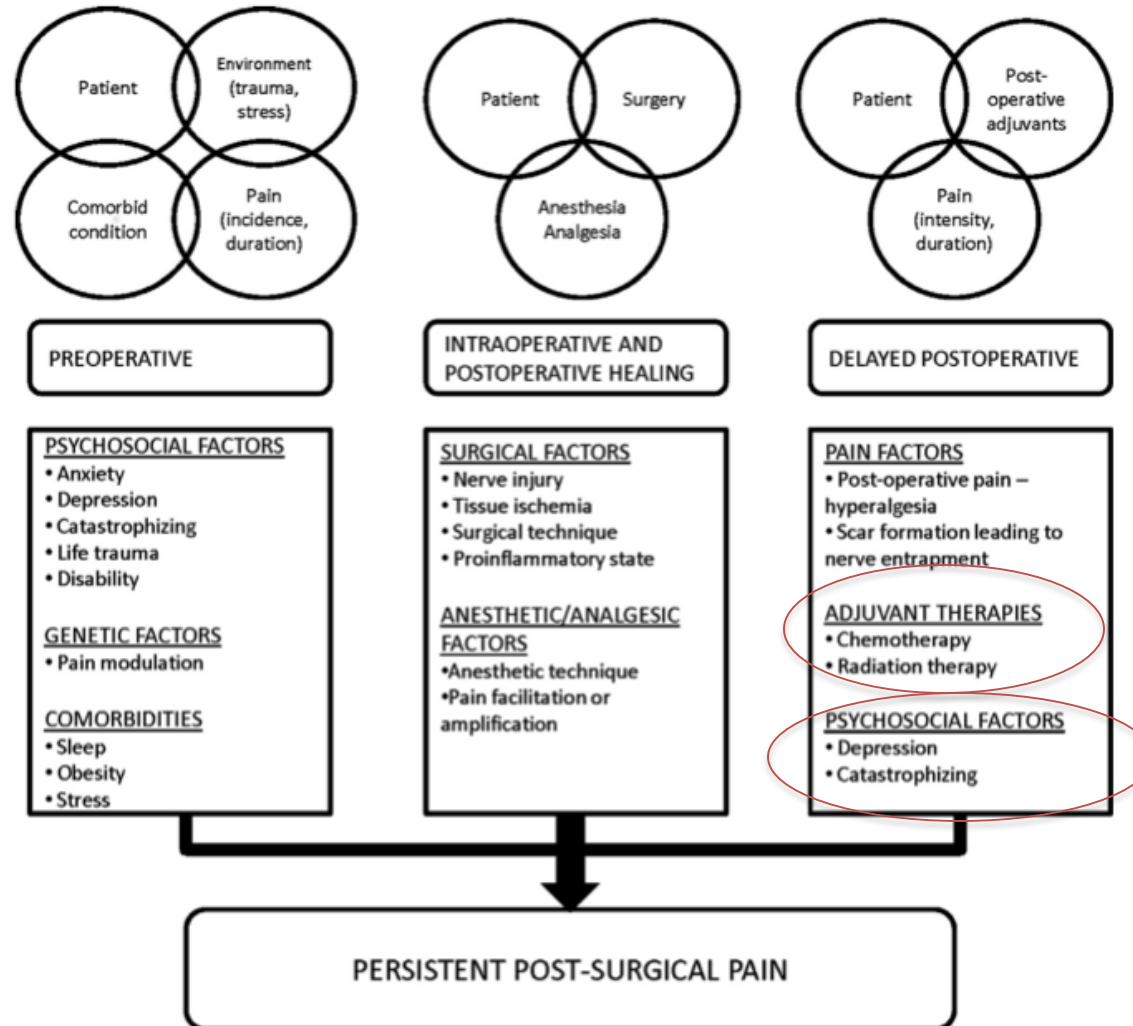 Patient
Environment
(trauma,
stress)
Comorbid
condition
Pain
(incidence,
duration)
Patient
Surgery
Anesthesia
Analgesia
Patient
Post-
operative
adjuvants
Pain
(intensity,
duration)
PREOPERATIVE
INTRAOPERATIVE AND
POSTOPERATIVE HEALING
DELAYED POSTOPERATIVE
PSYCHOSOCIAL FACTORS
• Anxiety
• Depression
• Catastrophizing
• Life trauma
• Disability
GENETIC FACTORS
• Pain modulation
COMORBIDITIES
• Sleep
• Obesity
• Stress
SURGICAL FACTORS
• Nerve injury
• Tissue ischemia
• Surgical technique
• Proinflammatory state
ANESTHETIC/ANALGESIC
FACTORS
•Anesthetic technique
•Pain facilitation or
amplification
PAIN FACTORS
• Post-operative pain –
hyperalgesia
• Scar formation leading to
nerve entrapment
ADJUVANT THERAPIES
• Chemotherapy
• Radiation therapy
PSYCHOSOCIAL FACTORS
• Depression
• Catastrophizing
PERSISTENT POST-SURGICAL PAIN